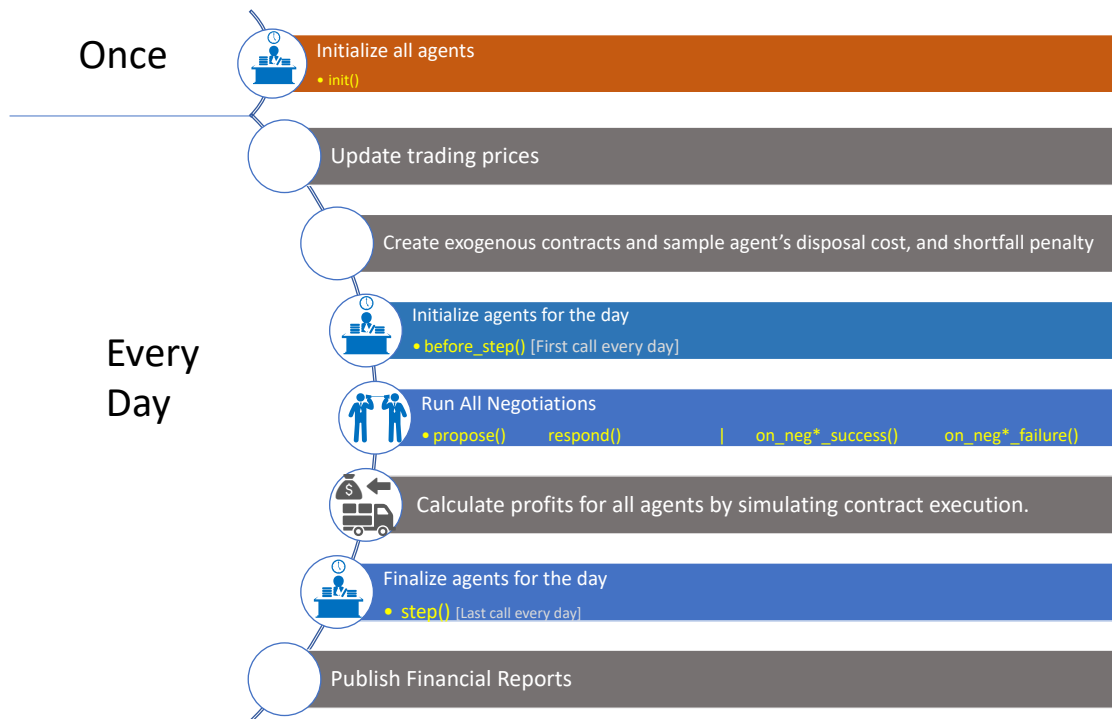 Once
Initialize all agents
• init()
Update trading prices
Create exogenous contracts and sample agent's disposal cost, and shortfall penalty
Initialize agents for the day
• before_step() [First call every day]
Every
Day
Run All Negotiations
• propose() respond() | on_neg*_success() on_neg*_failure()
$
Calculate profits for all agents by simulating contract execution.
Finalize agents for the day
• step() [Last call every day]
Publish Financial Reports